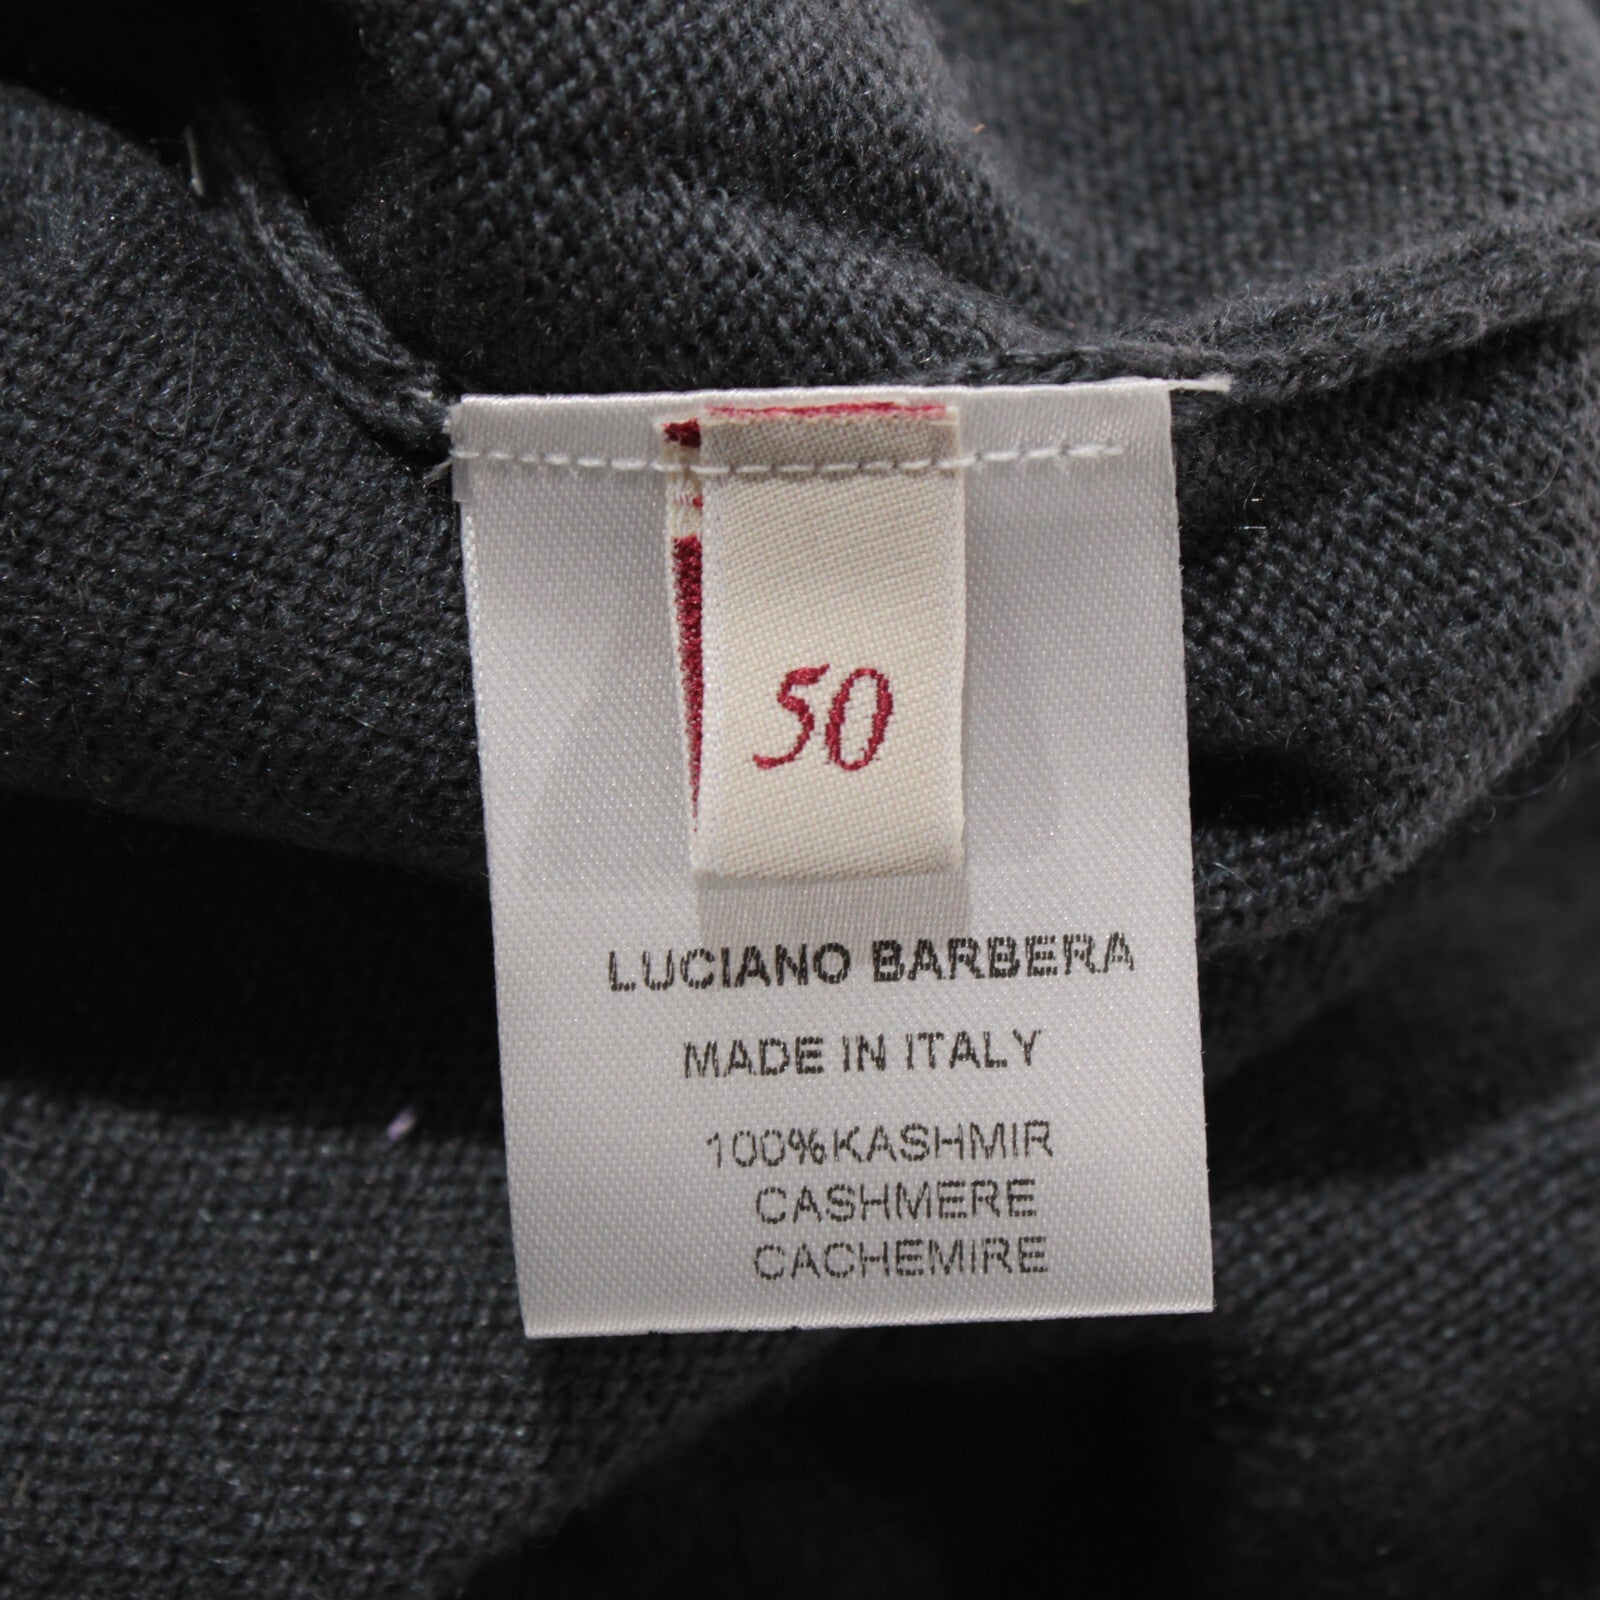 50
LUCIANO BARBERA
MADE IN ITALY
100%KASHMIR
CASHMERE
CACHEMIRE